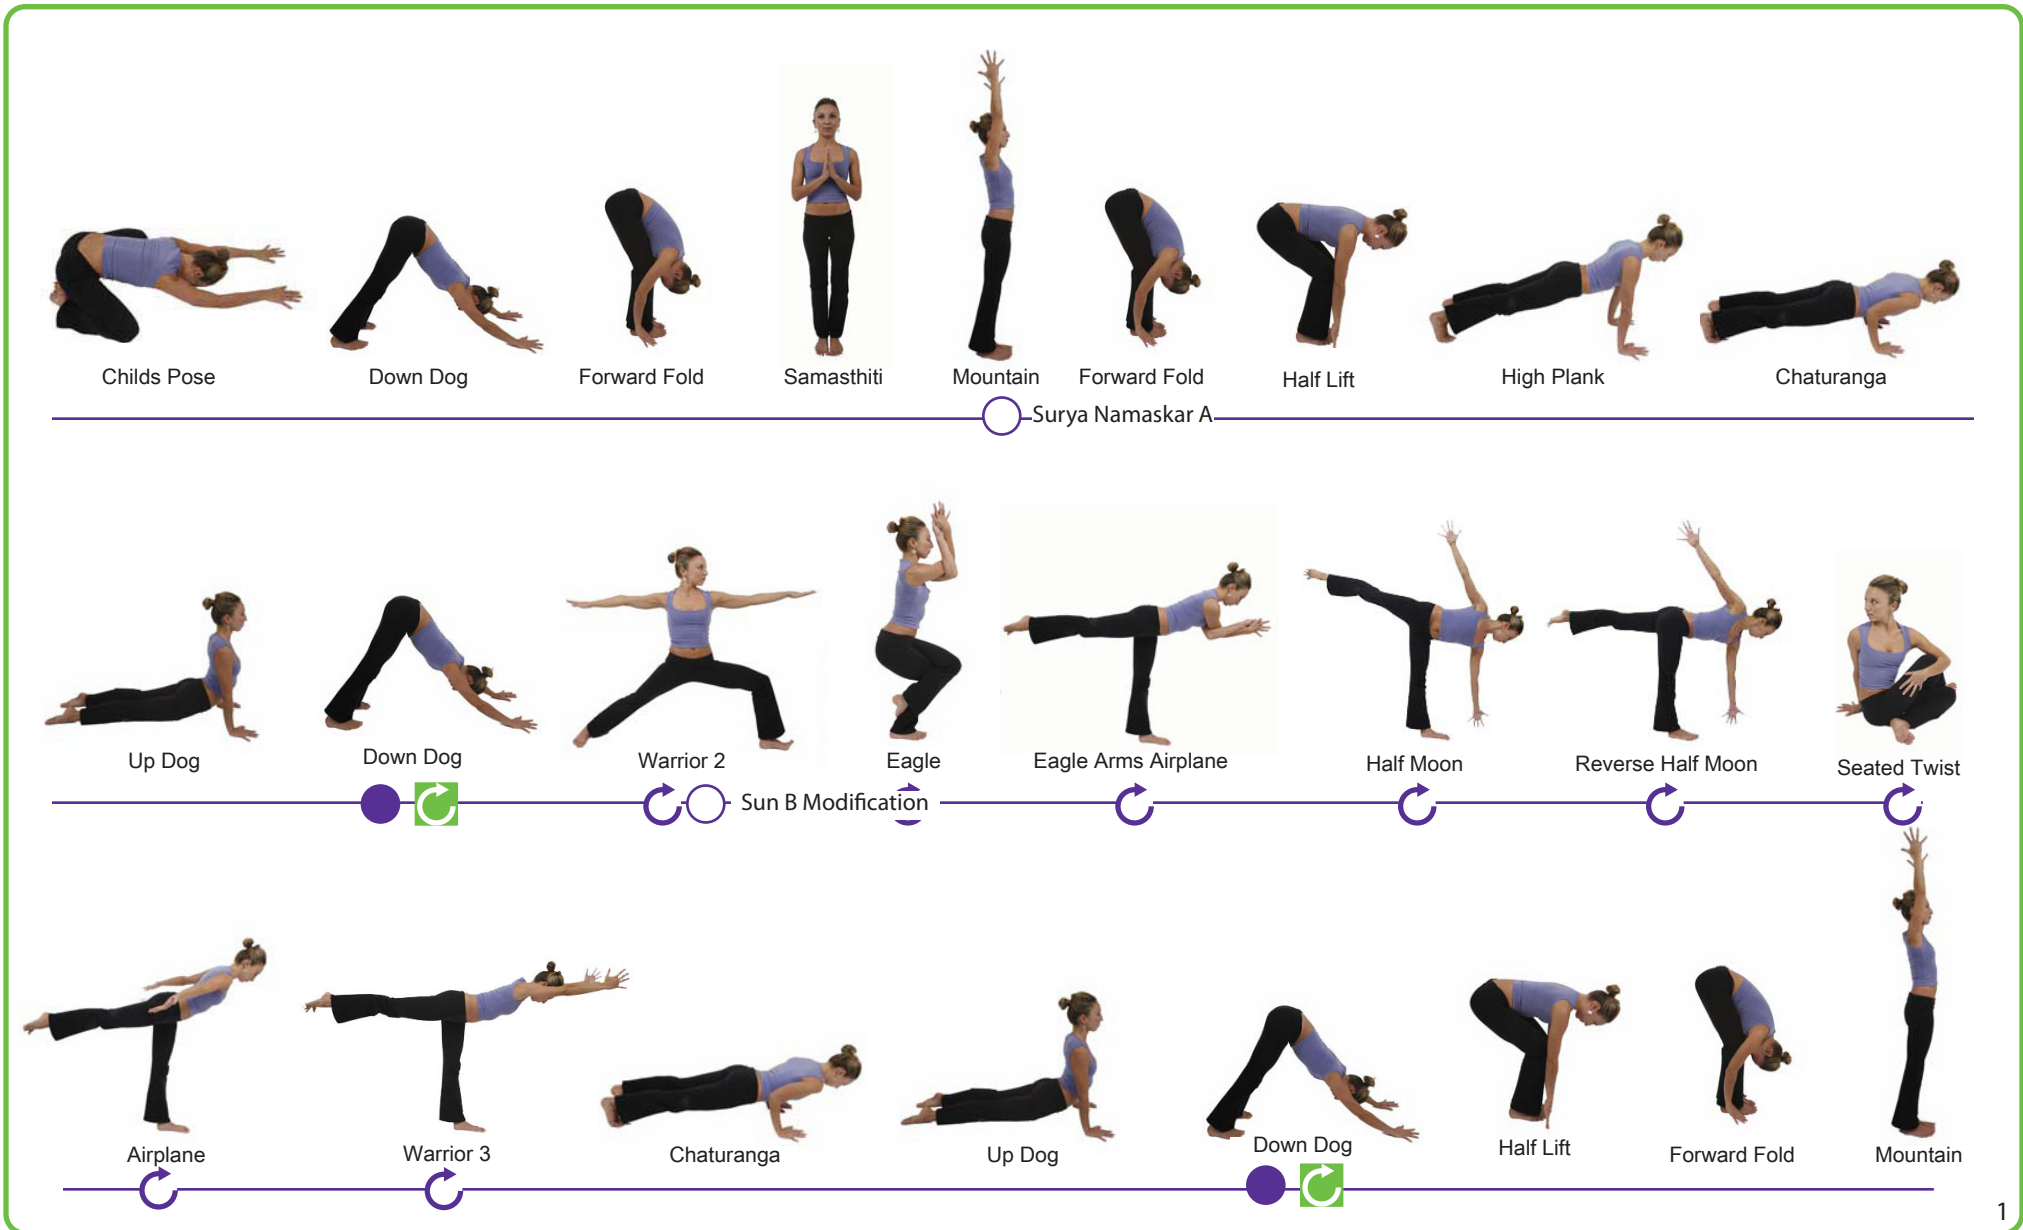 Childs Pose
Down Dog
Forward Fold
Samasthiti
Mountain
Forward Fold
Half Lift
High Plank
Chaturanga
Surya Namaskar A
Up Dog
Down Dog
Warrior 2
Eagle
Eagle Arms Airplane
Half Moon
Reverse Half Moon
Seated Twist
Sun B Modification
Airplane
Warrior 3
Chaturanga
Up Dog
Down Dog
Half Lift
Forward Fold
Mountain
1